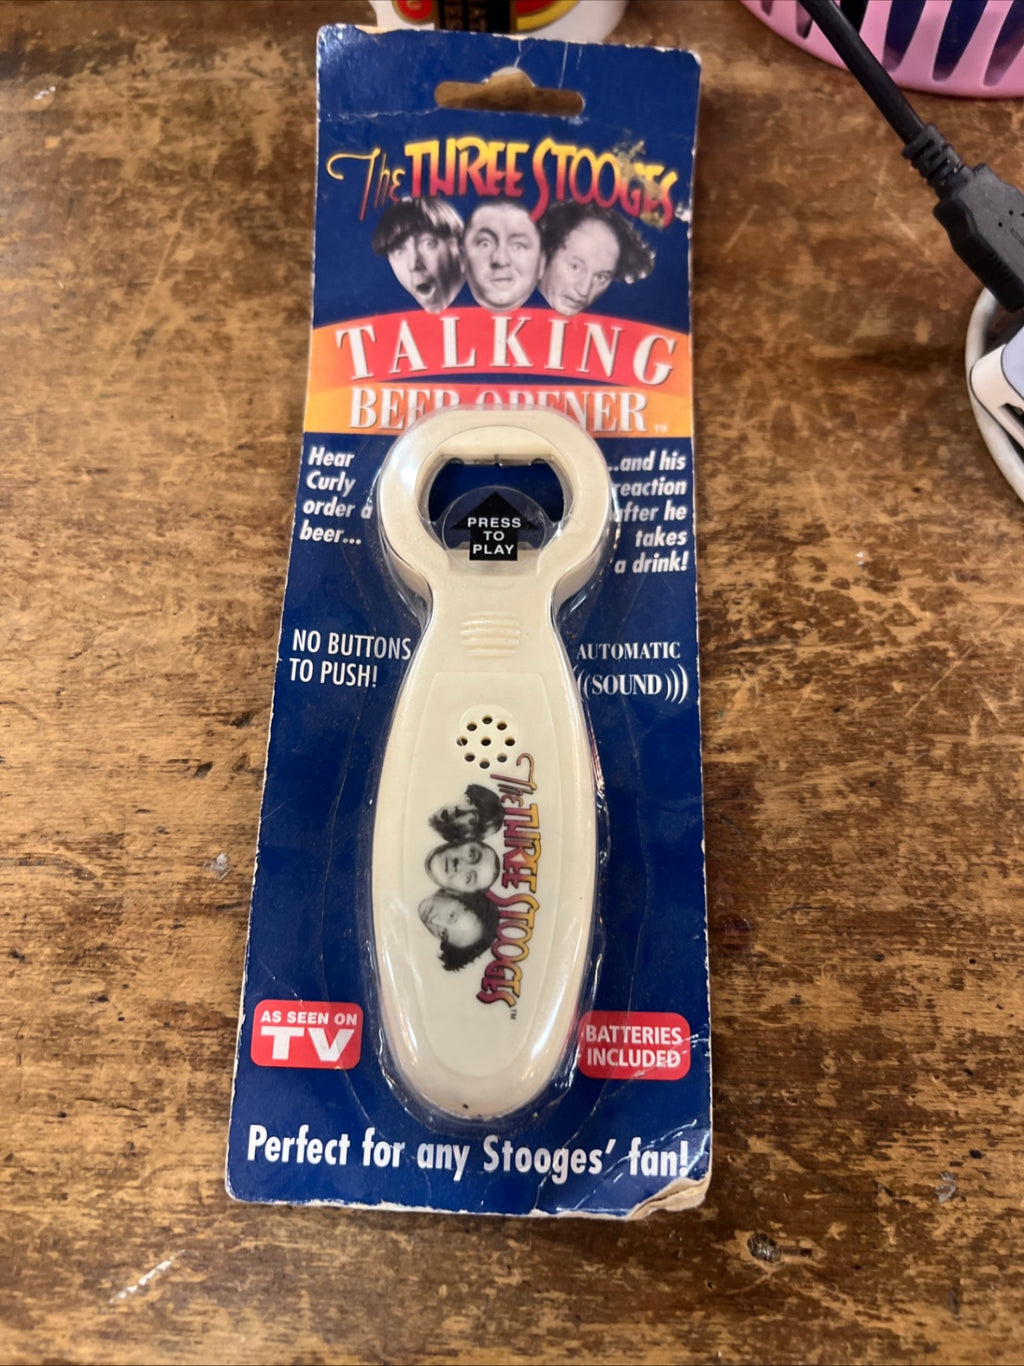 The THREE STOOGES
TALKING
BEER OPENER ™
Hear
Curly
order a
beer...
...and his
reaction
after he
takes
a drink!
PRESS
TO
PLAY
NO BUTTONS
TO PUSH!
AUTOMATIC
((SOUND)))
The THREE STOOGES ™
AS SEEN ON
TV
BATTERIES
INCLUDED
Perfect for any Stooges' fan!